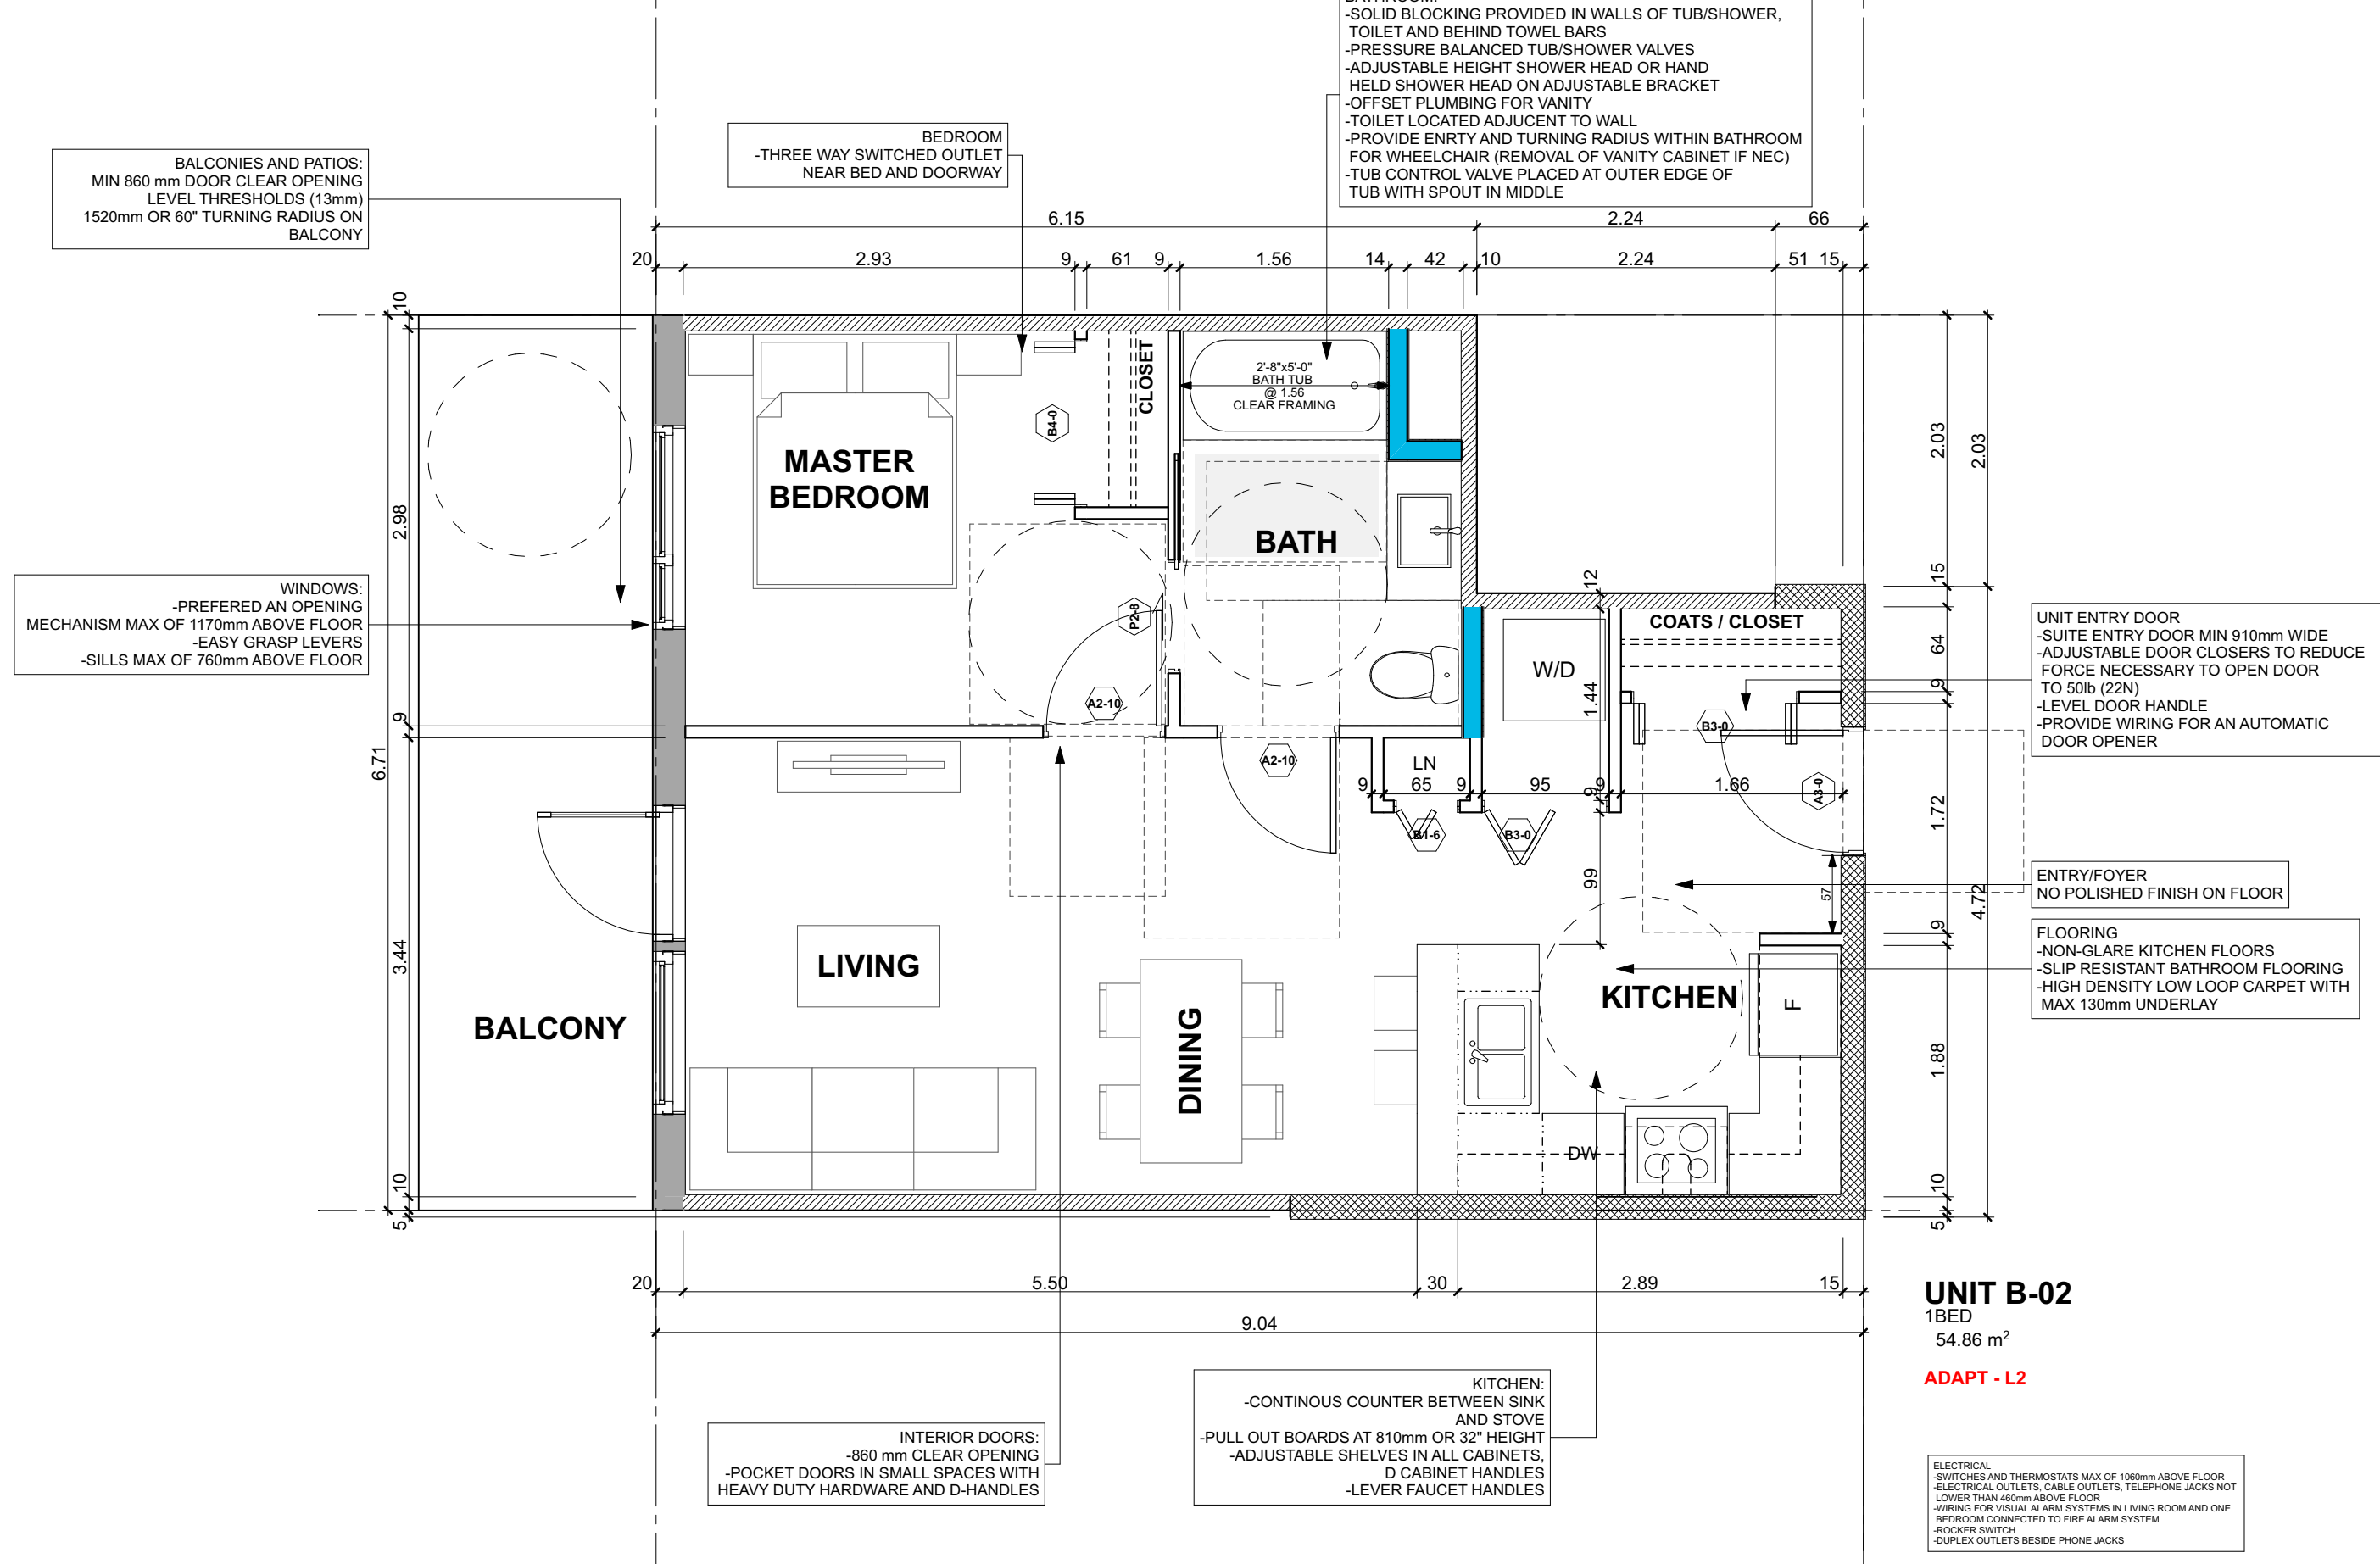 -SOLID BLOCKING PROVIDED IN WALLS OF TUB/SHOWER,
TOILET AND BEHIND TOWEL BARS
-PRESSURE BALANCED TUB/SHOWER VALVES
-ADJUSTABLE HEIGHT SHOWER HEAD OR HAND
HELD SHOWER HEAD ON ADJUSTABLE BRACKET
-OFFSET PLUMBING FOR VANITY
-TOILET LOCATED ADJUCENT TO WALL
-PROVIDE ENRTY AND TURNING RADIUS WITHIN BATHROOM
FOR WHEELCHAIR (REMOVAL OF VANITY CABINET IF NEC)
-TUB CONTROL VALVE PLACED AT OUTER EDGE OF
TUB WITH SPOUT IN MIDDLE
BEDROOM
-THREE WAY SWITCHED OUTLET
NEAR BED AND DOORWAY
BALCONIES AND PATIOS:
MIN 860 mm DOOR CLEAR OPENING
LEVEL THRESHOLDS (13mm)
1520mm OR 60" TURNING RADIUS ON
BALCONY
6.15
2.24
66
20
2.93
9
61
9
1.56
14
42
10
2.24
51
15
10
2.98
9
6.71
3.44
10
5
WINDOWS:
-PREFERED AN OPENING
MECHANISM MAX OF 1170mm ABOVE FLOOR
-EASY GRASP LEVERS
-SILLS MAX OF 760mm ABOVE FLOOR
MASTER
BEDROOM
B4-0
CLOSET
2'-8"x5'-0"
BATH TUB
@ 1.56
CLEAR FRAMING
BATH
P2-8
A2-10
A2-10
12
1.44
W/D
COATS / CLOSET
B3-0
A3-0
LN
9
65
9
95
9
1.66
9
B1-6
B3-0
99
57
2.03
2.03
15
64
9
1.72
9
4.72
1.88
10
5
UNIT ENTRY DOOR
-SUITE ENTRY DOOR MIN 910mm WIDE
-ADJUSTABLE DOOR CLOSERS TO REDUCE
FORCE NECESSARY TO OPEN DOOR
TO 50lb (22N)
-LEVEL DOOR HANDLE
-PROVIDE WIRING FOR AN AUTOMATIC
DOOR OPENER
ENTRY/FOYER
NO POLISHED FINISH ON FLOOR
FLOORING
-NON-GLARE KITCHEN FLOORS
-SLIP RESISTANT BATHROOM FLOORING
-HIGH DENSITY LOW LOOP CARPET WITH
MAX 130mm UNDERLAY
BALCONY
LIVING
DINING
KITCHEN
F
DW
20
5.50
30
2.89
15
9.04
UNIT B-02
1BED
54.86 m²
ADAPT - L2
INTERIOR DOORS:
-860 mm CLEAR OPENING
-POCKET DOORS IN SMALL SPACES WITH
HEAVY DUTY HARDWARE AND D-HANDLES
KITCHEN:
-CONTINOUS COUNTER BETWEEN SINK
AND STOVE
-PULL OUT BOARDS AT 810mm OR 32" HEIGHT
-ADJUSTABLE SHELVES IN ALL CABINETS,
D CABINET HANDLES
-LEVER FAUCET HANDLES
ELECTRICAL
-SWITCHES AND THERMOSTATS MAX OF 1060mm ABOVE FLOOR
-ELECTRICAL OUTLETS, CABLE OUTLETS, TELEPHONE JACKS NOT
LOWER THAN 460mm ABOVE FLOOR
-WIRING FOR VISUAL ALARM SYSTEMS IN LIVING ROOM AND ONE
BEDROOM CONNECTED TO FIRE ALARM SYSTEM
-ROCKER SWITCH
-DUPLEX OUTLETS BESIDE PHONE JACKS